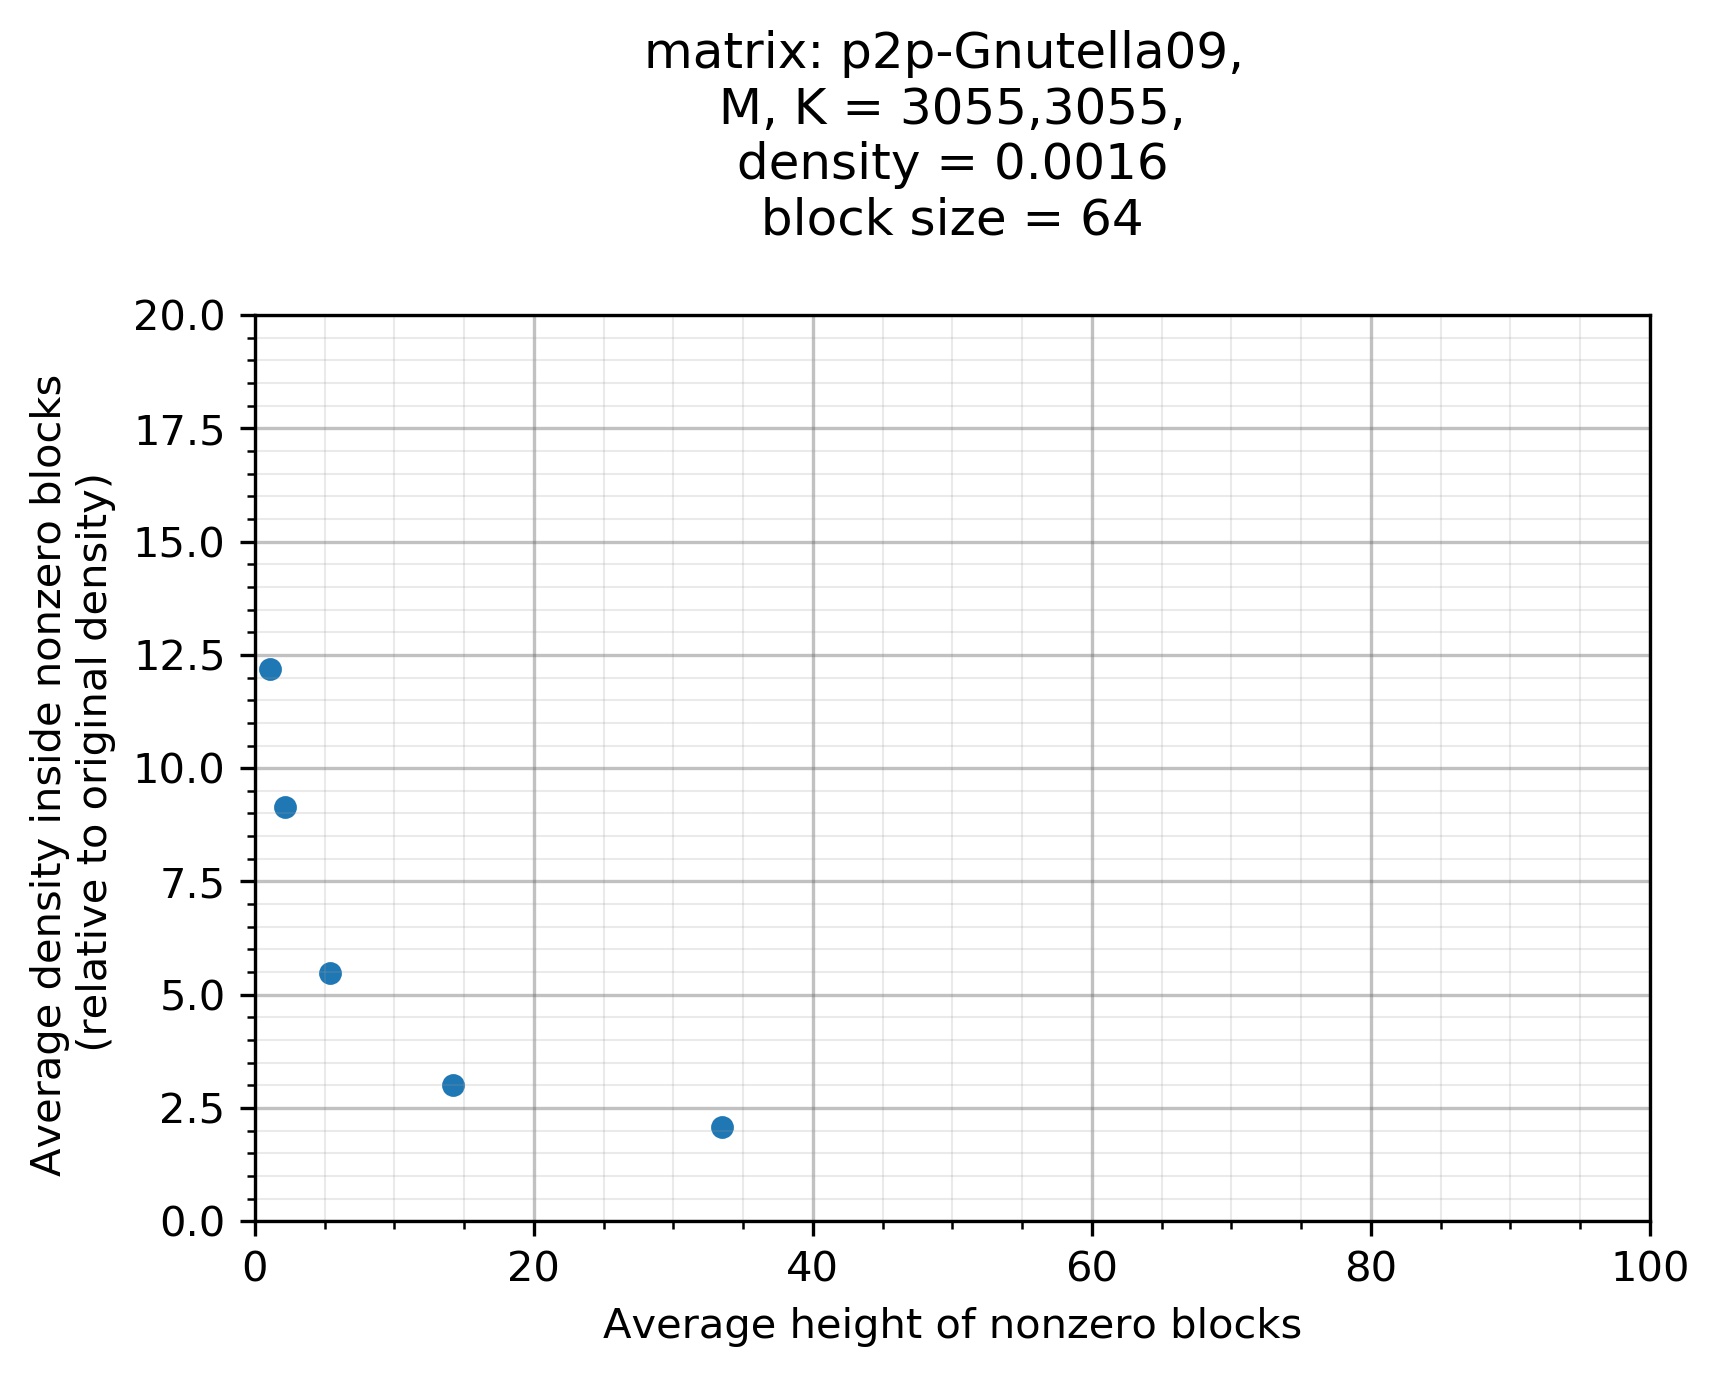 matrix: p2p-Gnutella09,
M, K = 3055,3055,
density = 0.0016
block size = 64
20.0
17.5
15.0
12.5
10.0
7.5
5.0
2.5
0.0
Average density inside nonzero blocks
(relative to original density)
0 20 40 60 80 100
Average height of nonzero blocks